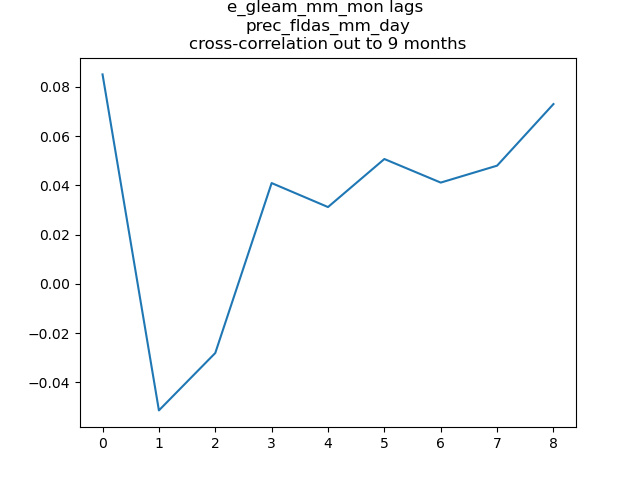 e_gleam_mm_mon lags
prec_fldas_mm_day
cross-correlation out to 9 months
0.08
0.06
0.04
0.02
0.00
−0.02
−0.04
0 1 2 3 4 5 6 7 8